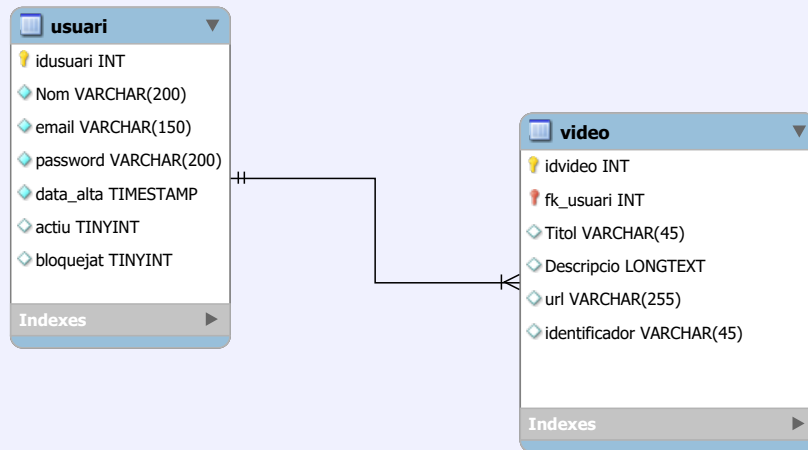 usuari
idusuari INT
Nom VARCHAR(200)
email VARCHAR(150)
password VARCHAR(200)
data_alta TIMESTAMP
actiu TINYINT
bloquejat TINYINT
Indexes
video
idvideo INT
fk_usuari INT
Titol VARCHAR(45)
Descripcio LONGTEXT
url VARCHAR(255)
identificador VARCHAR(45)
Indexes